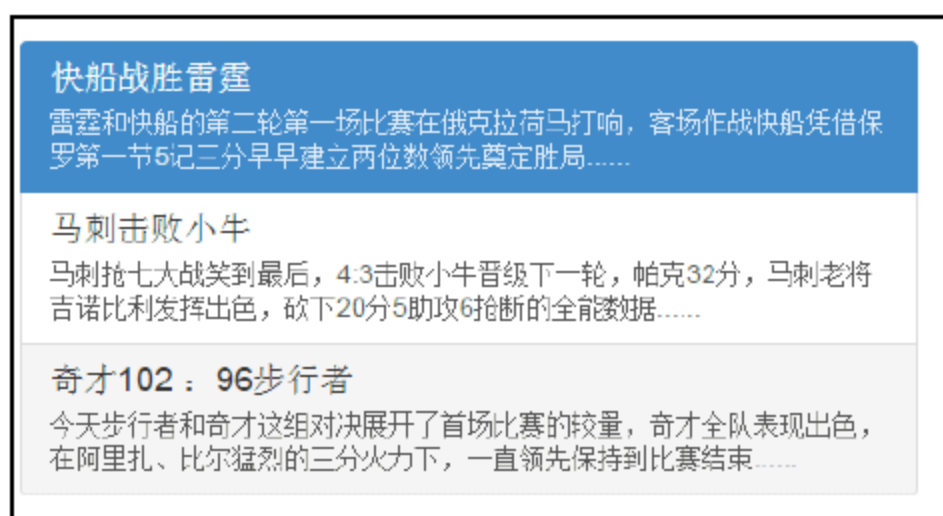 快船战胜雷霆
雷霆和快船的第二轮第一场比赛在俄克拉荷马打响，客场作战快船凭借保
罗第一节5记三分早早建立两位数领先奠定胜局......
马刺击败小牛
马刺抢七大战笑到最后，4:3击败小牛晋级下一轮，帕克32分，马刺老将
吉诺比利发挥出色，砍下20分5助攻6抢断的全能数据......
奇才102：96步行者
今天步行者和奇才这组对决展开了首场比赛的较量，奇才全队表现出色，
在阿里扎、比尔猛烈的三分火力下，一直领先保持到比赛结束......